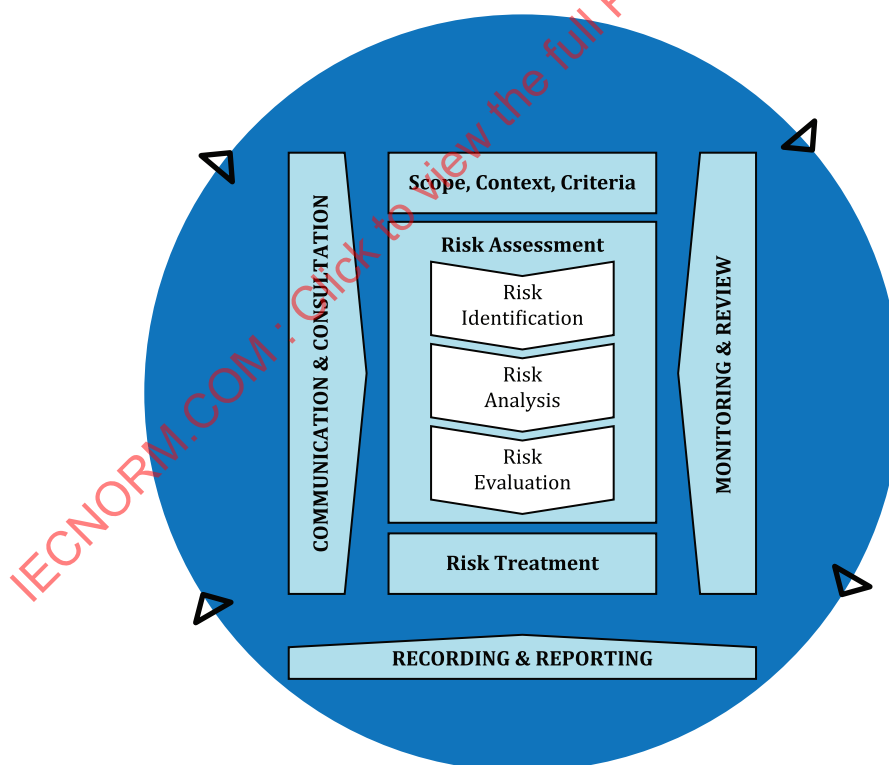 IECNORM.COM : Click to view the full
Scope, Context, Criteria
Risk Assessment
Risk
Identification
Risk
Analysis
Risk
Evaluation
Risk Treatment
COMMUNICATION & CONSULTATION
MONITORING & REVIEW
RECORDING & REPORTING